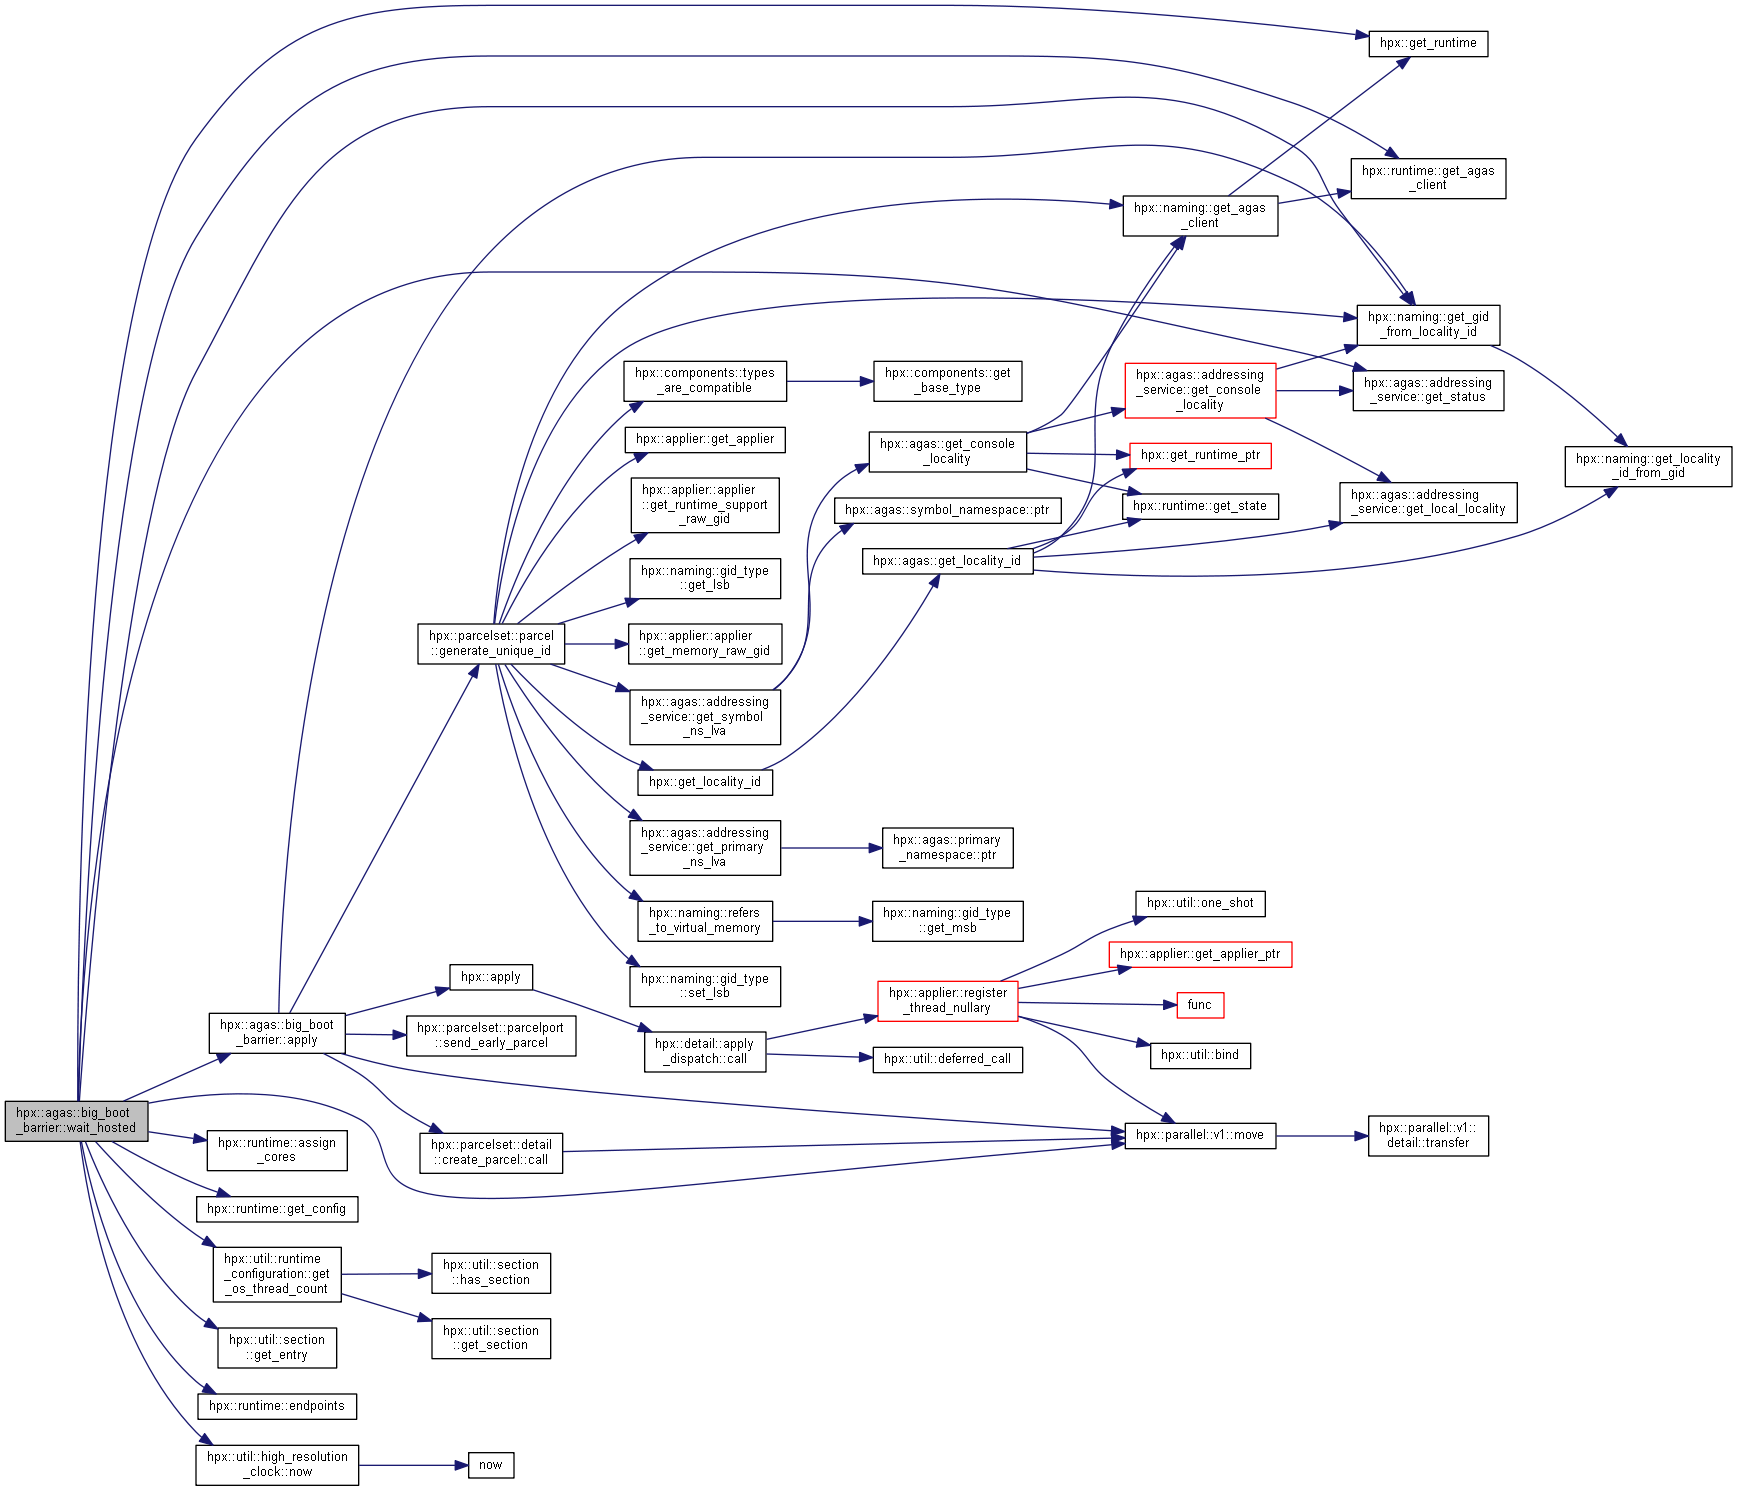 hpx::get_runtime
hpx::runtime::get_agas
_client
hpx::naming::get_agas
_client
hpx::naming::get_gid
_from_locality_id
hpx::components::types
_are_compatible
hpx::components::get
_base_type
hpx::agas::addressing
_service::get_console
_locality
hpx::agas::addressing
_service::get_status
hpx::applier::get_applier
hpx::agas::get_console
_locality
hpx::get_runtime_ptr
hpx::naming::get_locality
_id_from_gid
hpx::applier::applier
::get_runtime_support
_raw_gid
hpx::agas::symbol_namespace::ptr
hpx::runtime::get_state
hpx::agas::addressing
_service::get_local_locality
hpx::agas::get_locality_id
hpx::naming::gid_type
::get_lsb
hpx::parcelset::parcel
::generate_unique_id
hpx::applier::applier
::get_memory_raw_gid
hpx::agas::addressing
_service::get_symbol
_ns_lva
hpx::get_locality_id
hpx::agas::addressing
_service::get_primary
_ns_lva
hpx::agas::primary
_namespace::ptr
hpx::naming::refers
_to_virtual_memory
hpx::naming::gid_type
::get_msb
hpx::util::one_shot
hpx::applier::get_applier_ptr
hpx::apply
hpx::naming::gid_type
::set_lsb
hpx::applier::register
_thread_nullary
func
hpx::agas::big_boot
_barrier::apply
hpx::parcelset::parcelport
::send_early_parcel
hpx::detail::apply
_dispatch::call
hpx::util::deferred_call
hpx::util::bind
hpx::agas::big_boot
_barrier::wait_hosted
hpx::runtime::assign
_cores
hpx::parcelset::detail
::create_parcel::call
hpx::parallel::v1::move
hpx::parallel::v1::
detail::transfer
hpx::runtime::get_config
hpx::util::runtime
_configuration::get
_os_thread_count
hpx::util::section
::has_section
hpx::util::section
::get_section
hpx::util::section
::get_entry
hpx::runtime::endpoints
hpx::util::high_resolution
_clock::now
now